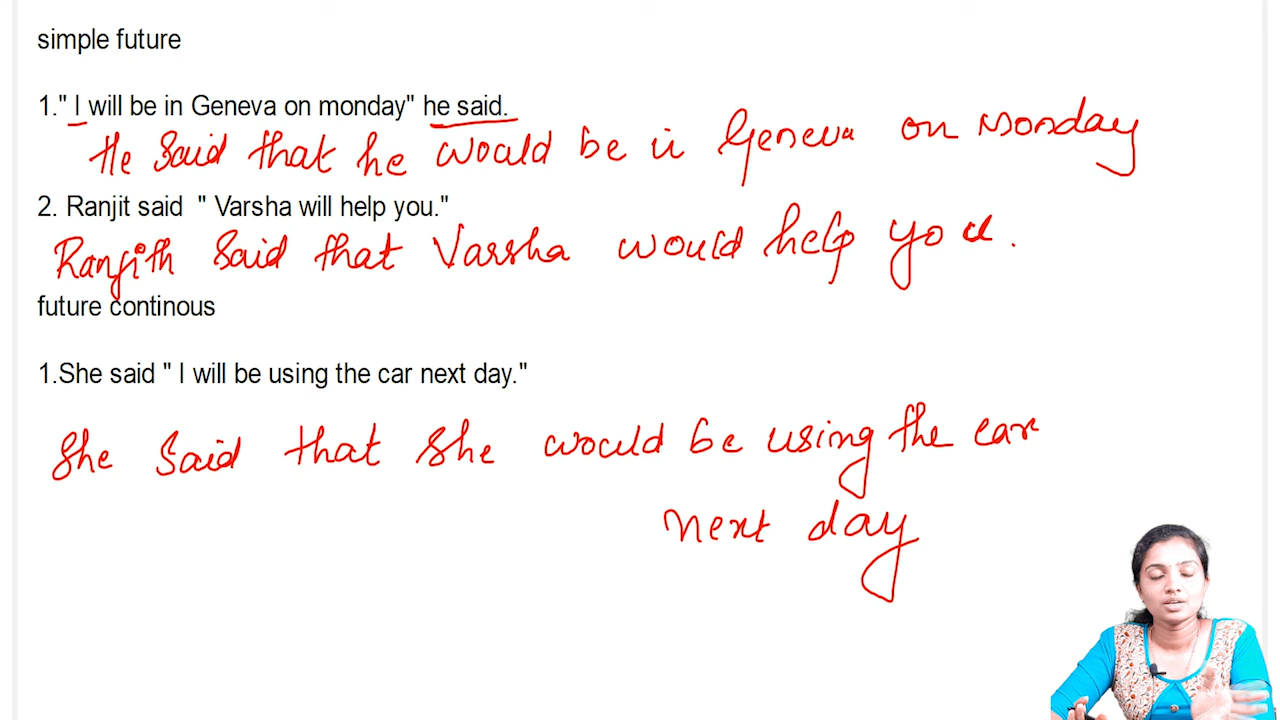 simple future
1." I will be in Geneva on monday" he said.
He Said that he would be in Geneva on Monday
2. Ranjit said " Varsha will help you."
Ranjith Said that Varsha would help you.
future continous
1.She said " I will be using the car next day."
She Said that She would be using the car
next day